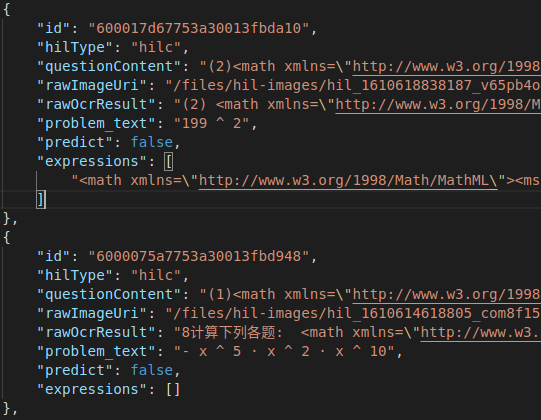 {
"id": "600017d67753a30013fbda10",
"hilType": "hilc",
"questionContent": "(2)<math xmlns=\"http://www.w3.org/1998
"rawImageUri": "/files/hil-images/hil_1610618838187_v65pb4o
"rawOcrResult": "(2) <math xmlns=\"http://www.w3.org/1998/M
"problem_text": "199 ^ 2",
"predict": false,
"expressions": [
"<math xmlns=\"http://www.w3.org/1998/Math/MathML\"><ms
]
},
{
"id": "6000075a7753a30013fbd948",
"hilType": "hilc",
"questionContent": "(1)<math xmlns=\"http://www.w3.org/1998
"rawImageUri": "/files/hil-images/hil_1610614618805_com8f15
"rawOcrResult": "8计算下列各题:  <math xmlns=\"http://www.w3.
"problem_text": "- x ^ 5 · x ^ 2 · x ^ 10",
"predict": false,
"expressions": []
},